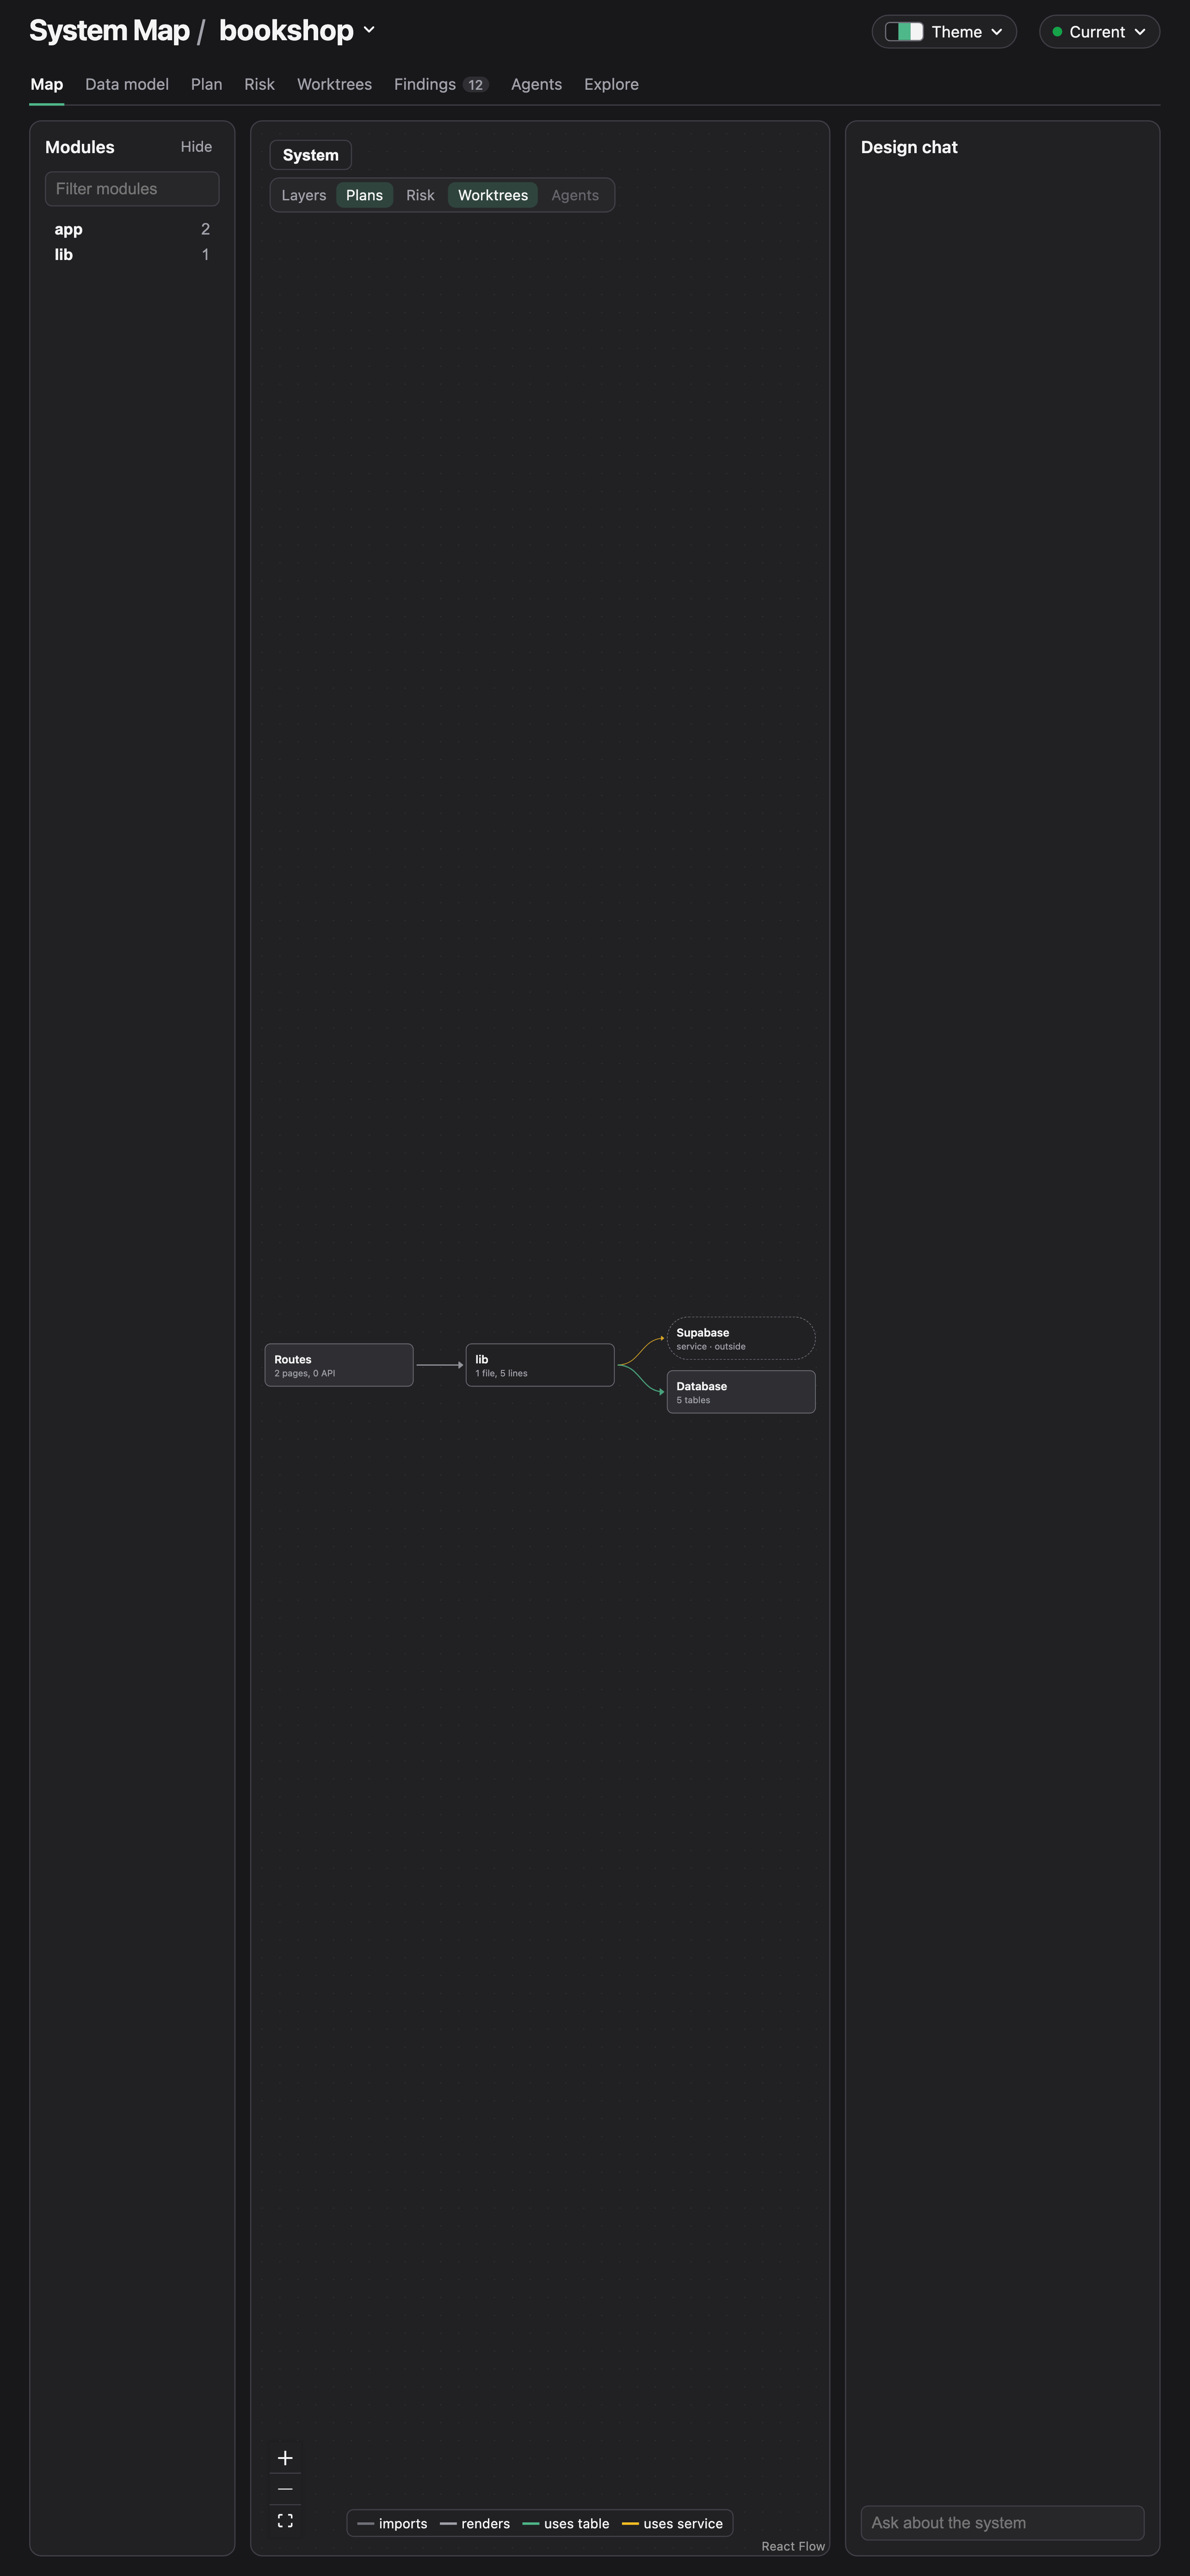 System Map / bookshop
Theme
Current
Map Data model Plan Risk Worktrees Findings 12 Agents Explore
Modules Hide
Filter modules
app 2
lib 1
System
Layers Plans Risk Worktrees Agents
Routes
2 pages, 0 API
lib
1 file, 5 lines
Supabase
service · outside
Database
5 tables
imports renders uses table uses service
React Flow
Design chat
Ask about the system